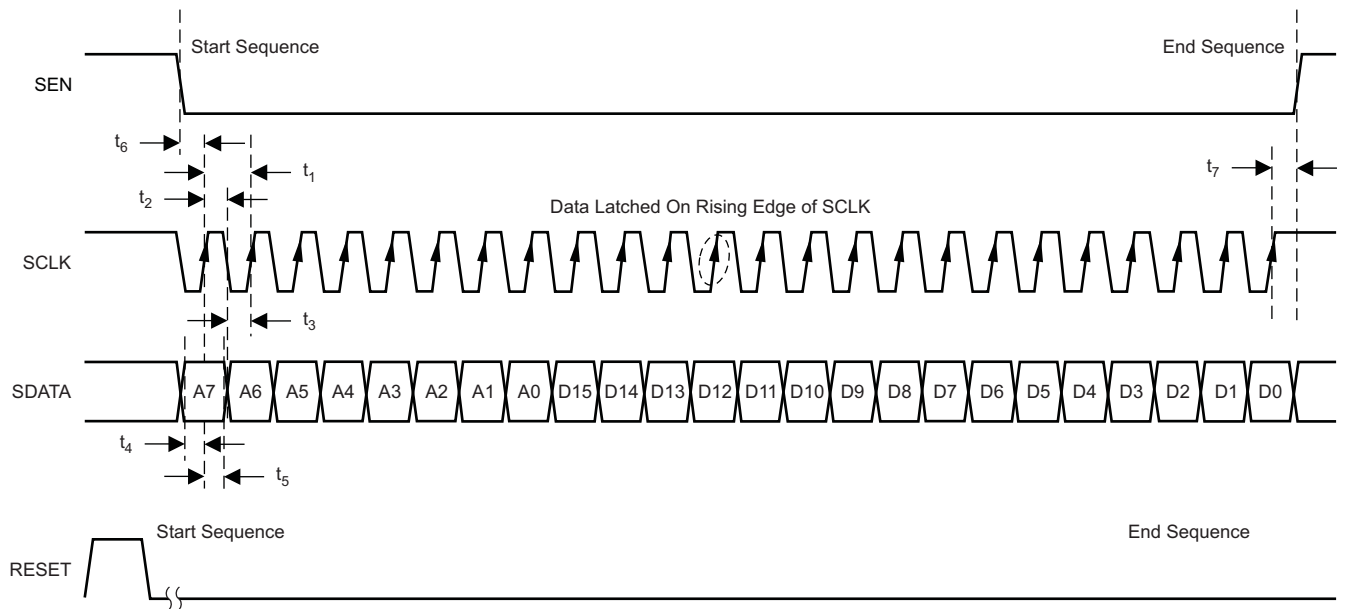 Start Sequence
End Sequence
SEN
t6
t1
t7
t2
Data Latched On Rising Edge of SCLK
SCLK
t3
SDATA
A7 A6 A5 A4 A3 A2 A1 A0 D15 D14 D13 D12 D11 D10 D9 D8 D7 D6 D5 D4 D3 D2 D1 D0
t4
t5
Start Sequence
End Sequence
RESET